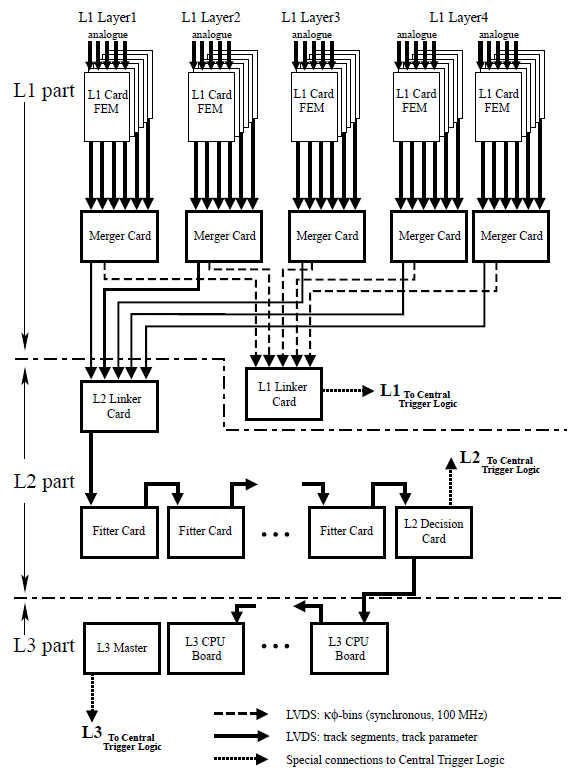 L1 Layer1 L1 Layer2 L1 Layer3 L1 Layer4
analogue analogue analogue analogue analogue
L1 part
L1 Card
FEM
L1 Card
FEM
L1 Card
FEM
L1 Card
FEM
L1 Card
FEM
Merger Card Merger Card Merger Card Merger Card Merger Card
L2 Linker
Card
L1 Linker
Card
L1 To Central
Trigger Logic
L2 part
L2 To Central
Trigger Logic
Fitter Card Fitter Card • • • Fitter Card
L2 Decision
Card
L3 part
L3 Master
L3 CPU
Board
• • •
L3 CPU
Board
L3 To Central
Trigger Logic
LVDS: κϕ-bins (synchronous, 100 MHz)
LVDS: track segments, track parameter
Special connections to Central Trigger Logic